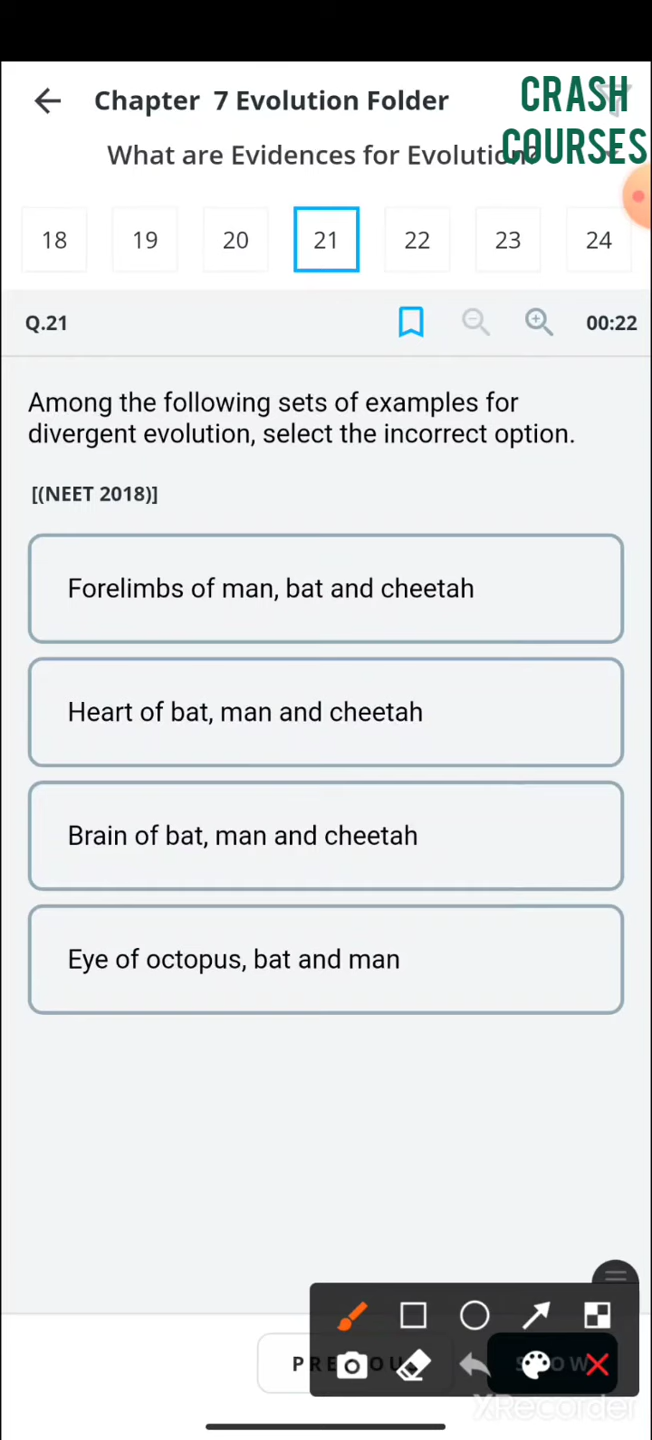 CRASH
Chapter 7 Evolution Folder
COURSES
What are Evidences for Evolution?
18 19 20 21 22 23 24
Q.21 00:22
Among the following sets of examples for
divergent evolution, select the incorrect option.
[(NEET 2018)]
Forelimbs of man, bat and cheetah
Heart of bat, man and cheetah
Brain of bat, man and cheetah
Eye of octopus, bat and man
XRecorder